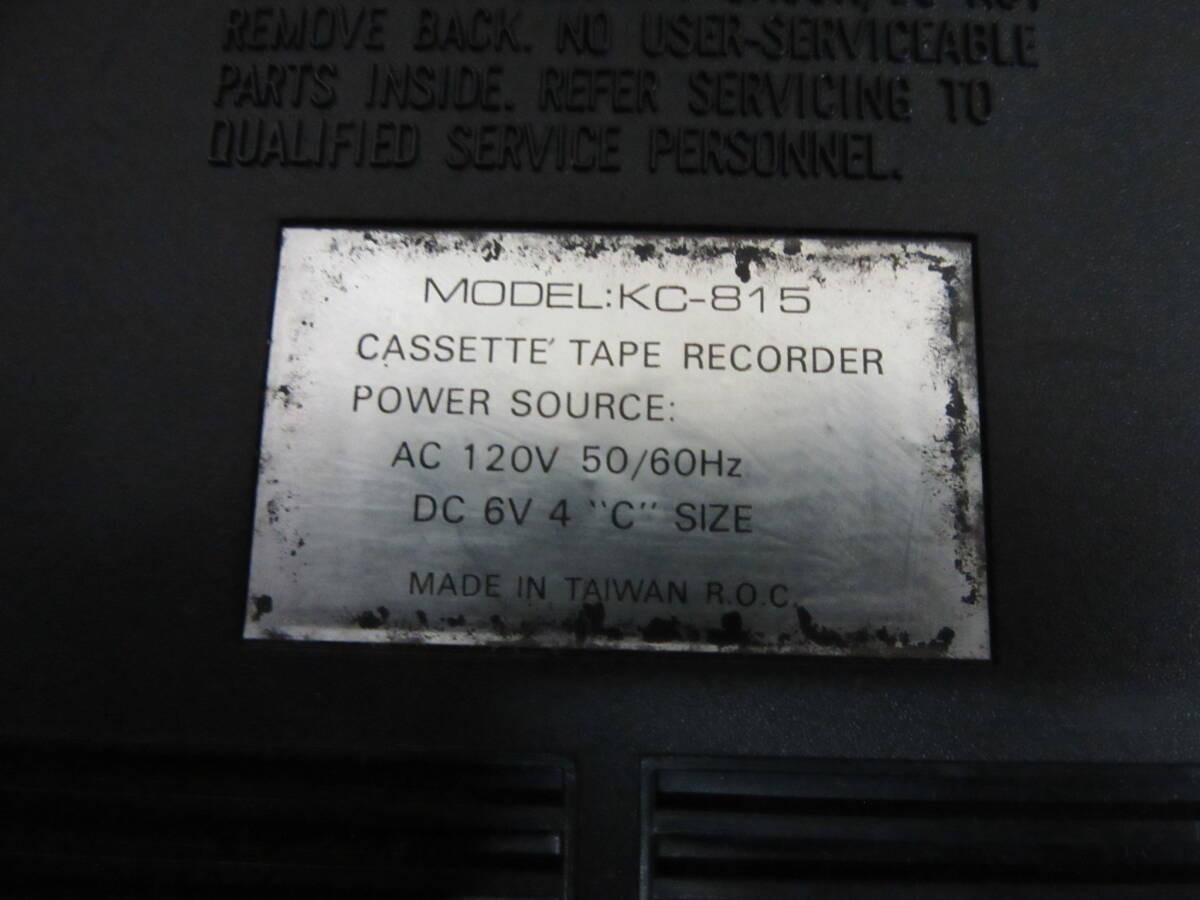 REMOVE BACK. NO USER-SERVICEABLE
PARTS INSIDE. REFER SERVICING TO
QUALIFIED SERVICE PERSONNEL.
MODEL:KC-815
CASSETTE' TAPE RECORDER
POWER SOURCE:
AC 120V 50/60Hz
DC 6V 4 "C" SIZE
MADE IN TAIWAN R.O.C.